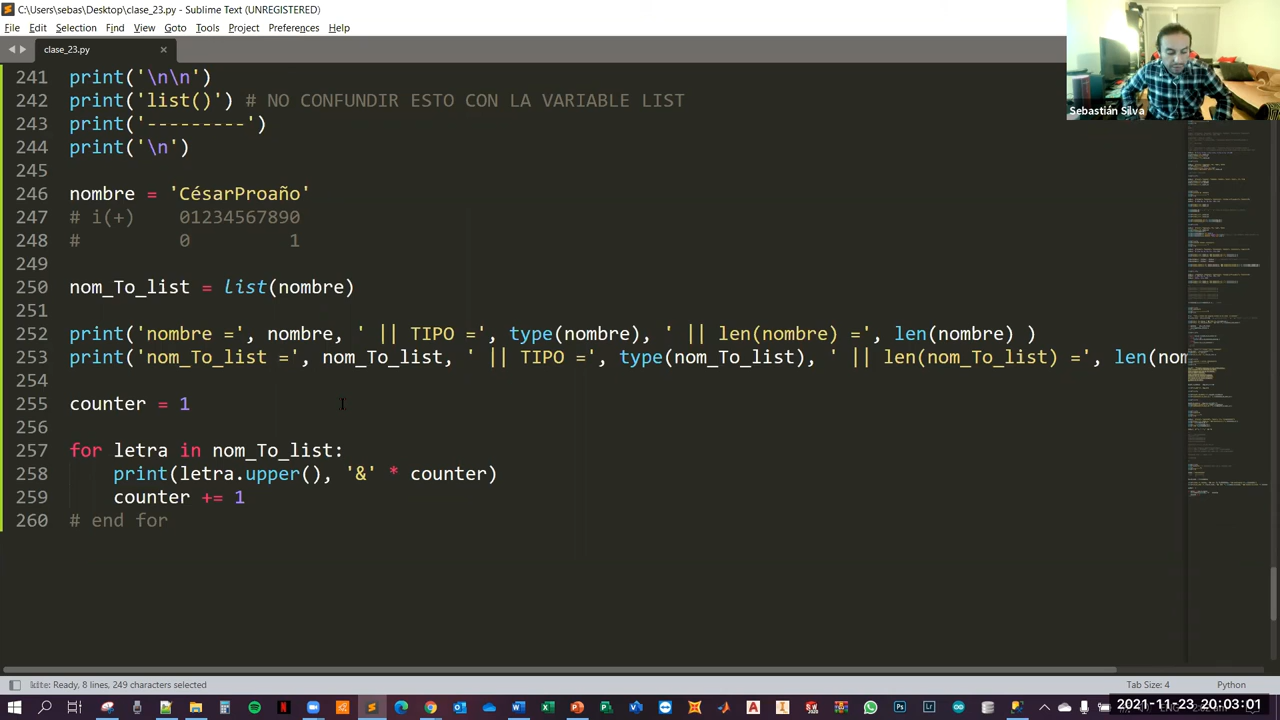 C:\Users\sebas\Desktop\clase_23.py - Sublime Text (UNREGISTERED)
File Edit Selection Find View Goto Tools Project Preferences Help
clase_23.py
Sebastián Silva
241 print('\n\n')
242 print('list()') # NO CONFUNDIR ESTO CON LA VARIABLE LIST
243 print('---------')
244 print('\n')
245
246 nombre = 'CésarProaño'
247 # i(+) 01234567890
248 # 0 1
249
250 nom_To_list = list(nombre)
251
252 print('nombre =', nombre, ' || TIPO = ', type(nombre), ' || len(nombre) = ', len(nombre) )
253 print('nom_To_list =', nom_To_list, ' || TIPO = ', type(nom_To_list), ' || len(nom_To_list) = ', len(nom
254
255 counter = 1
256
257 for letra in nom_To_list:
258 print(letra.upper(), '&' * counter)
259 counter += 1
260 # end for
kite: Ready, 8 lines, 249 characters selected
Tab Size: 4
Python
2021-11-23 20:03:01